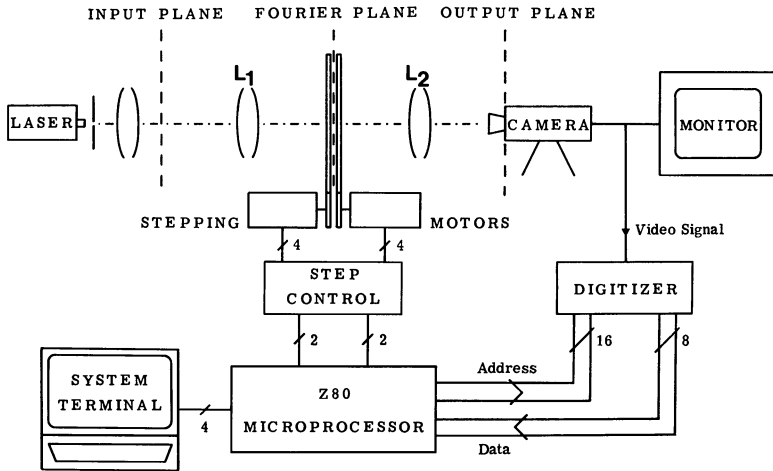 INPUT PLANE FOURIER PLANE OUTPUT PLANE
L1 L2
LASER CAMERA MONITOR
STEPPING MOTORS
4 4
Video Signal
STEP
CONTROL
DIGITIZER
2 2
16 8
SYSTEM
TERMINAL
4
Z80
MICROPROCESSOR
Address
Data